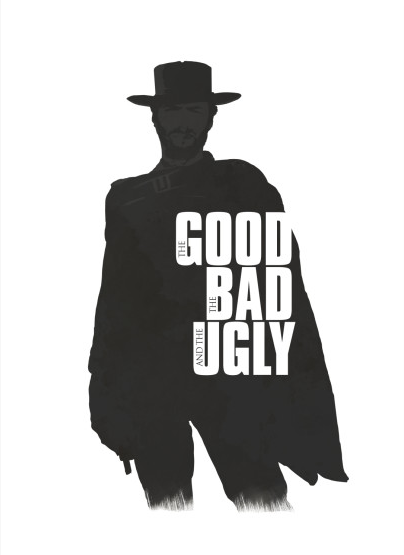 THE GOOD
THE BAD
AND THE UGLY